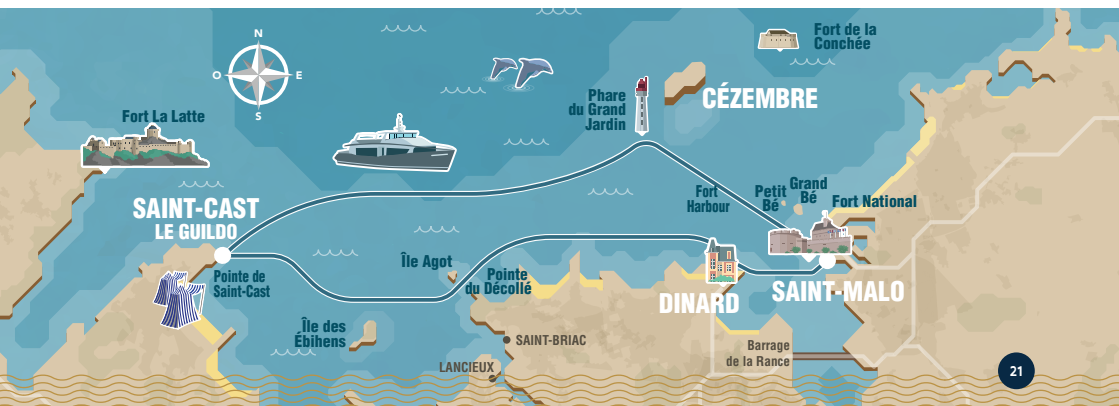 Fort de la
Conchée
N
O
E
S
Fort La Latte
Phare
du Grand
Jardin
CÉZEMBRE
SAINT-CAST
LE GUILDO
Fort
Harbour
Petit
Bé
Grand
Bé
Fort National
Île Agot
Pointe de
Saint-Cast
Pointe
du Décollé
DINARD
SAINT-MALO
Île des
Ébihens
SAINT-BRIAC
LANCIEUX
Barrage
de la Rance
21